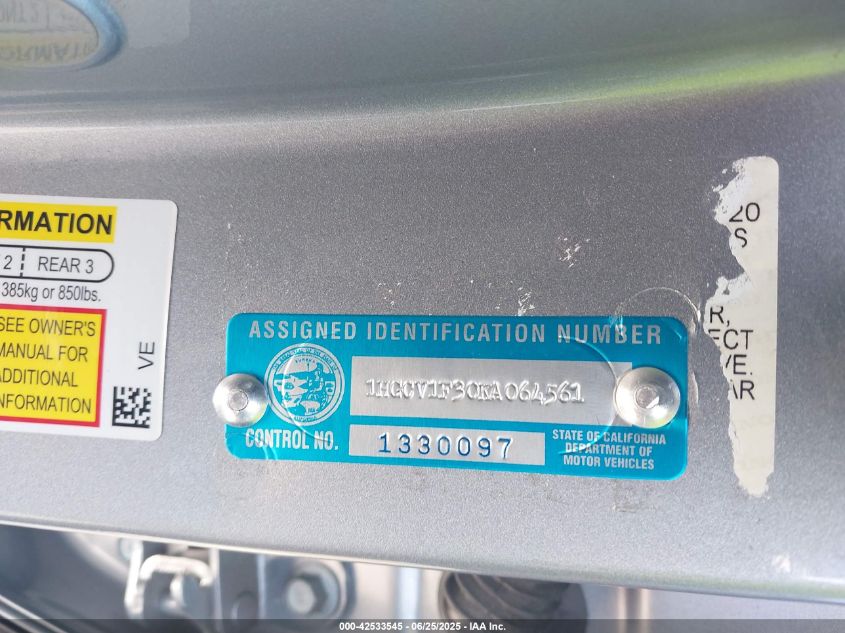 RMATION
2 REAR 3
385kg or 850lbs.
SEE OWNER'S
MANUAL FOR
ADDITIONAL
INFORMATION
VE
ASSIGNED IDENTIFICATION NUMBER
1HGCV1F30KA064561
CONTROL NO.
1330097
STATE OF CALIFORNIA
DEPARTMENT OF
MOTOR VEHICLES
20
S
R,
ECT
VE.
AR
000-42533545 - 06/25/2025 - IAA Inc.